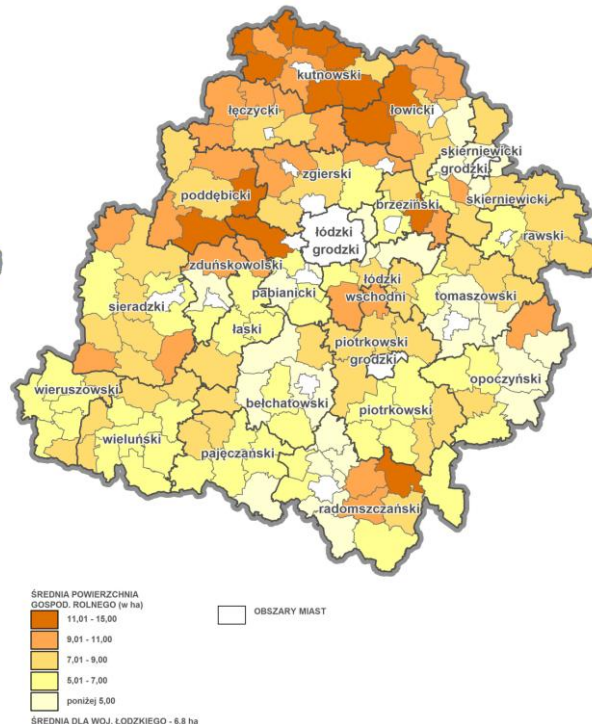 kutnowski
łęczycki
łowicki
skierniewicki
grodzki
zgierski
poddębicki
brzeziński
skierniewicki
łódzki
grodzki
rawski
zduńskowolski
łódzki
wschodni
pabianicki
sieradzki
tomaszowski
łaski
piotrkowski
grodzki
opoczyński
wieruszowski
bełchatowski
piotrkowski
wieluński
pajęczański
radomszczański
ŚREDNIA POWIERZCHNIA
GOSPOD. ROLNEGO (w ha)
11,01 - 15,00
9,01 - 11,00
7,01 - 9,00
5,01 - 7,00
poniżej 5,00
OBSZARY MIAST
ŚREDNIA DLA WOJ. ŁODZKIEGO - 6,8 ha